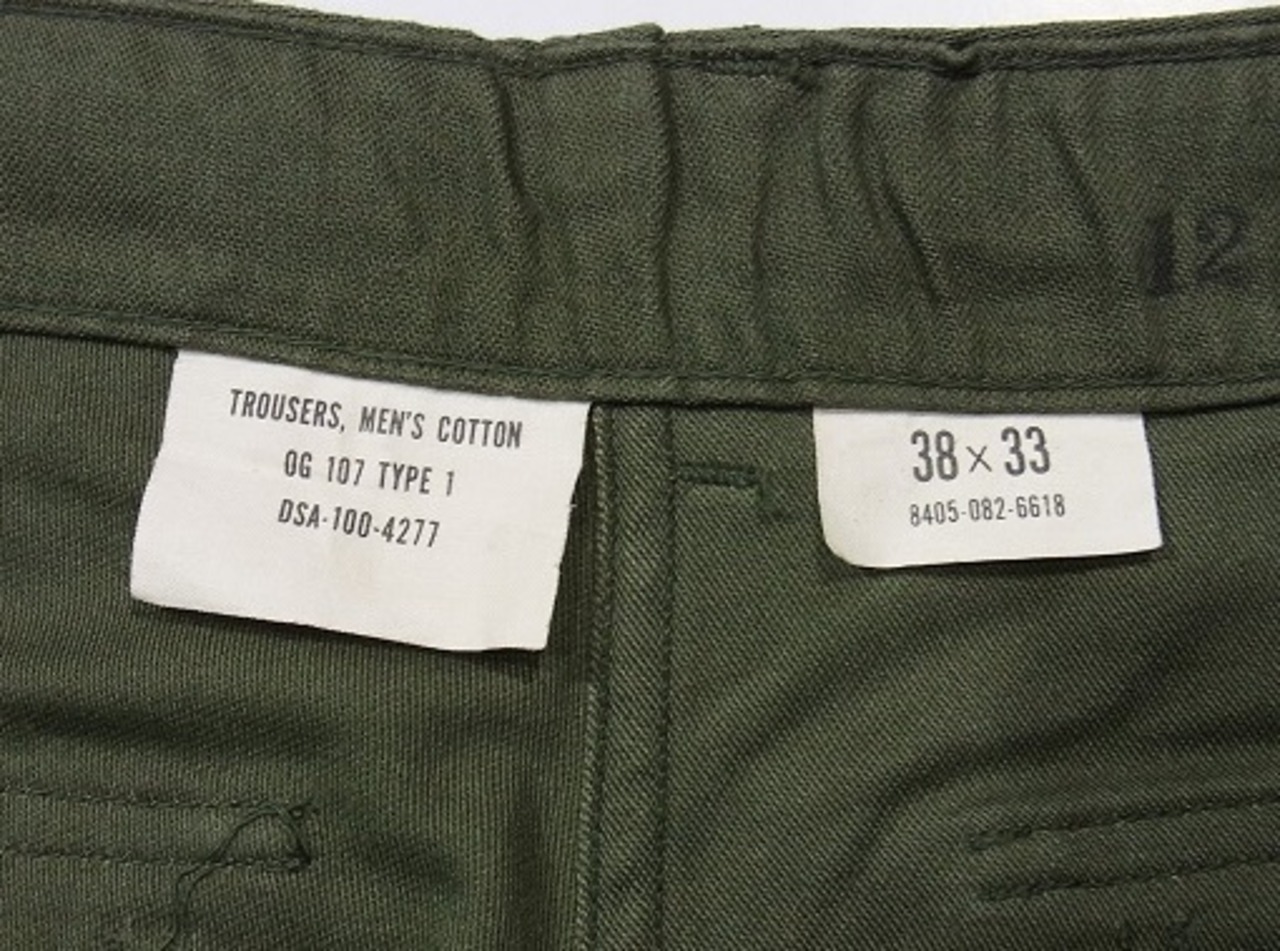 12
TROUSERS, MEN'S COTTON
OG 107 TYPE 1
DSA-100-4277
38 × 33
8405-082-6618